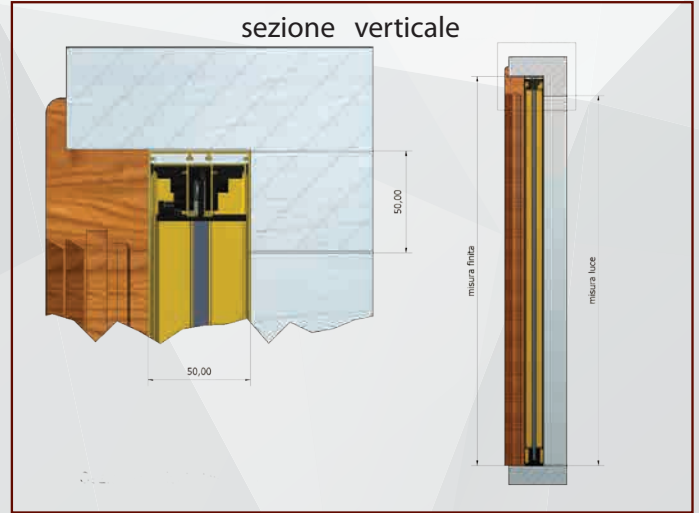 sezione verticale
50,00
50,00
misura finita
misura luce